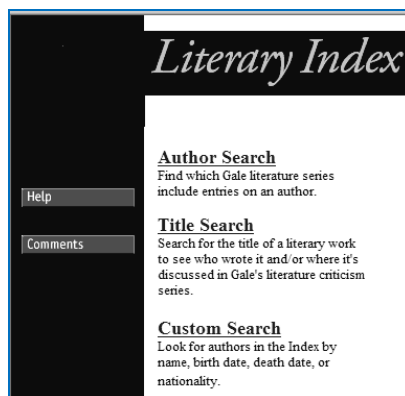 Literary Index
Help
Comments
Author Search
Find which Gale literature series
include entries on an author.
Title Search
Search for the title of a literary work
to see who wrote it and/or where it's
discussed in Gale's literature criticism
series.
Custom Search
Look for authors in the Index by
name, birth date, death date, or
nationality.